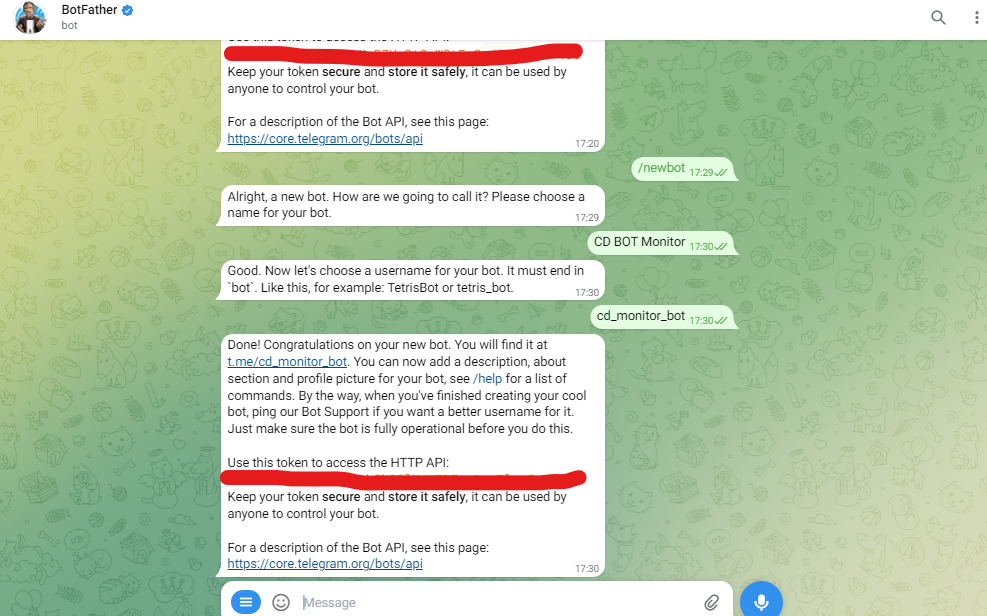 BotFather
bot
Use this token to access the HTTP API:
Keep your token secure and store it safely, it can be used by
anyone to control your bot.
For a description of the Bot API, see this page:
https://core.telegram.org/bots/api
17:20
/newbot 17:29
Alright, a new bot. How are we going to call it? Please choose a
name for your bot.
17:29
CD BOT Monitor 17:30
Good. Now let's choose a username for your bot. It must end in
`bot`. Like this, for example: TetrisBot or tetris_bot.
17:30
cd_monitor_bot 17:30
Done! Congratulations on your new bot. You will find it at
t.me/cd_monitor_bot. You can now add a description, about
section and profile picture for your bot, see /help for a list of
commands. By the way, when you've finished creating your cool
bot, ping our Bot Support if you want a better username for it.
Just make sure the bot is fully operational before you do this.
Use this token to access the HTTP API:
Keep your token secure and store it safely, it can be used by
anyone to control your bot.
For a description of the Bot API, see this page:
https://core.telegram.org/bots/api
17:30
Message